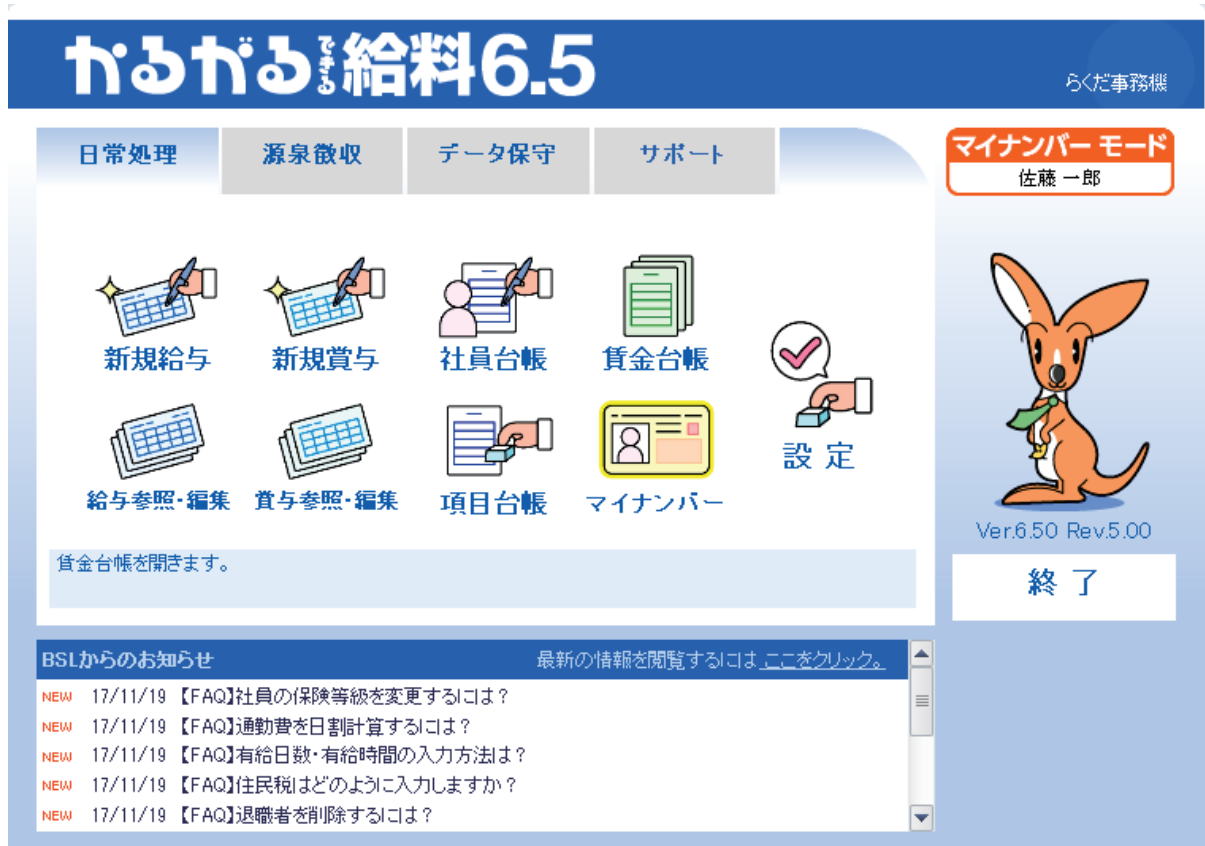 かるがるできる給料6.5
らくだ事務機
日常処理 源泉徴収 データ保守 サポート
マイナンバー モード
佐藤 一郎
新規給与 新規賞与 社員台帳 賃金台帳
設定
給与参照・編集 賞与参照・編集 項目台帳 マイナンバー
Ver.6.50 Rev.5.00
賃金台帳を開きます。
終了
BSLからのお知らせ 最新の情報を閲覧するには ここをクリック。
NEW 17/11/19 【FAQ】社員の保険等級を変更するには?
NEW 17/11/19 【FAQ】通勤費を日割計算するには?
NEW 17/11/19 【FAQ】有給日数・有給時間の入力方法は?
NEW 17/11/19 【FAQ】住民税はどのように入力しますか?
NEW 17/11/19 【FAQ】退職者を削除するには?